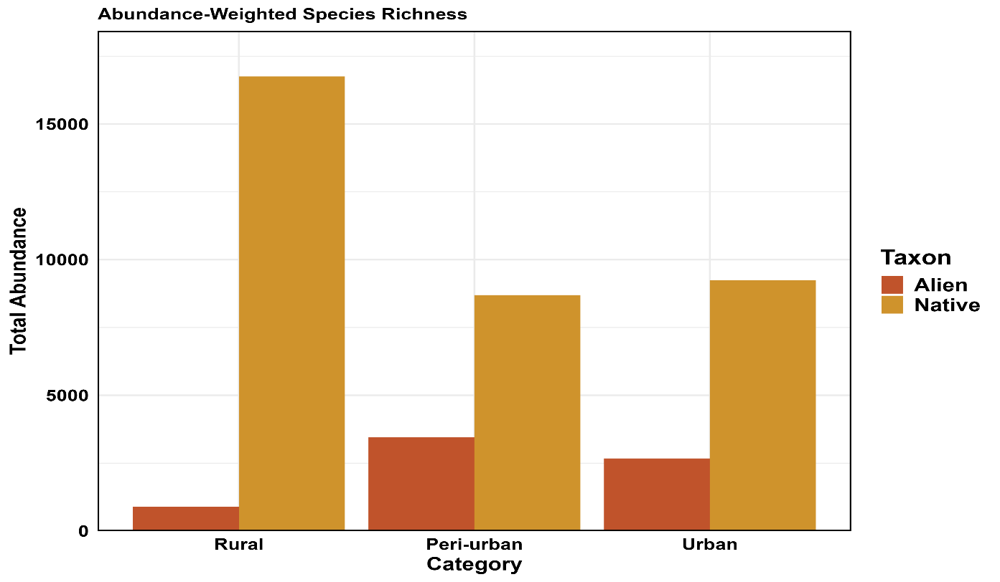 Abundance-Weighted Species Richness
Total Abundance
15000
10000
5000
0
Rural
Peri-urban
Urban
Category
Taxon
Alien
Native